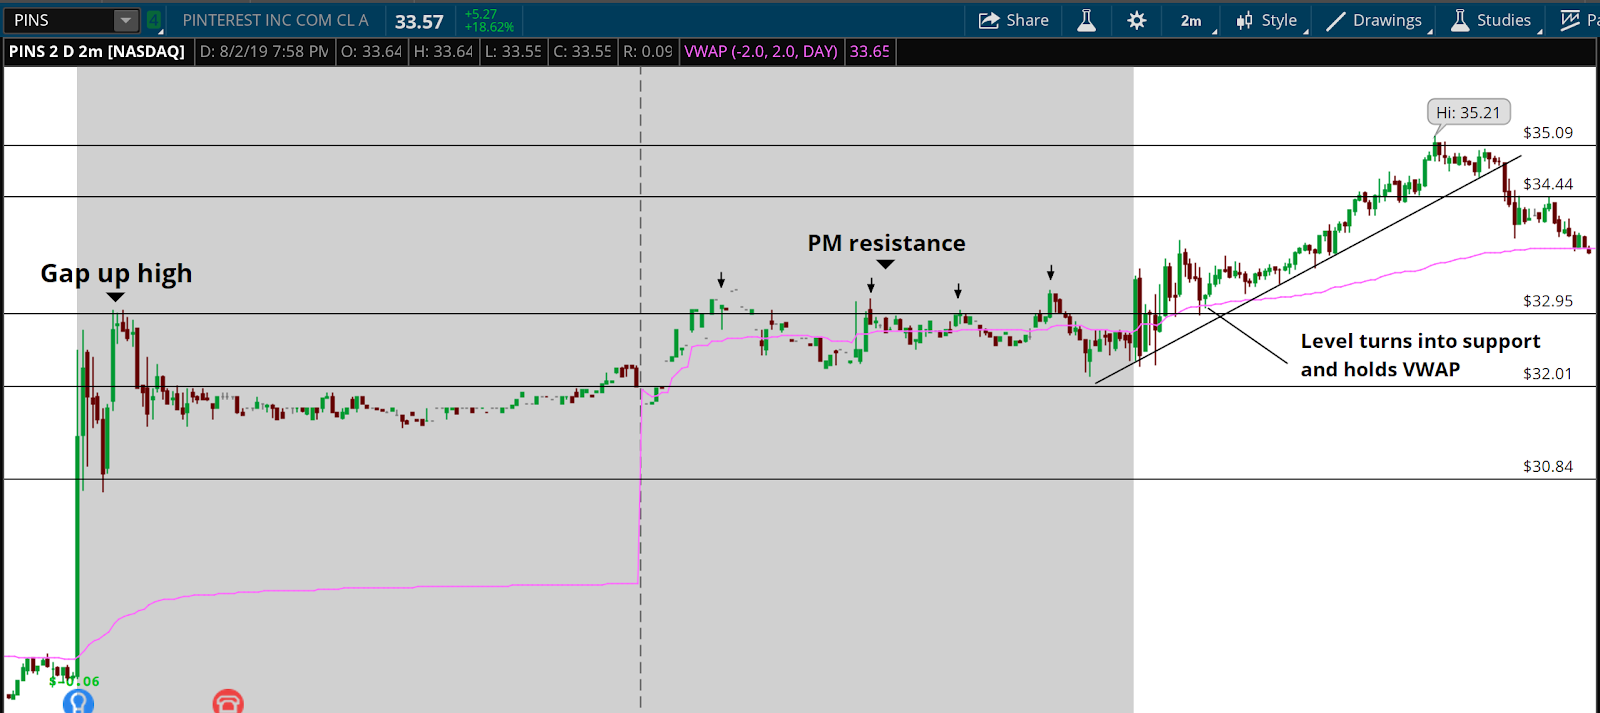 PINS
4
PINTEREST INC COM CL A
33.57
+5.27
+18.62%
Share
2m
Style
Drawings
Studies
Pa
PINS 2 D 2m [NASDAQ]
D: 8/2/19 7:58 PM
O: 33.64
H: 33.64
L: 33.55
C: 33.55
R: 0.09
VWAP (-2.0, 2.0, DAY)
33.65
Hi: 35.21
$35.09
$34.44
PM resistance
Gap up high
$32.95
Level turns into support
and holds VWAP
$32.01
$30.84
$-0.06